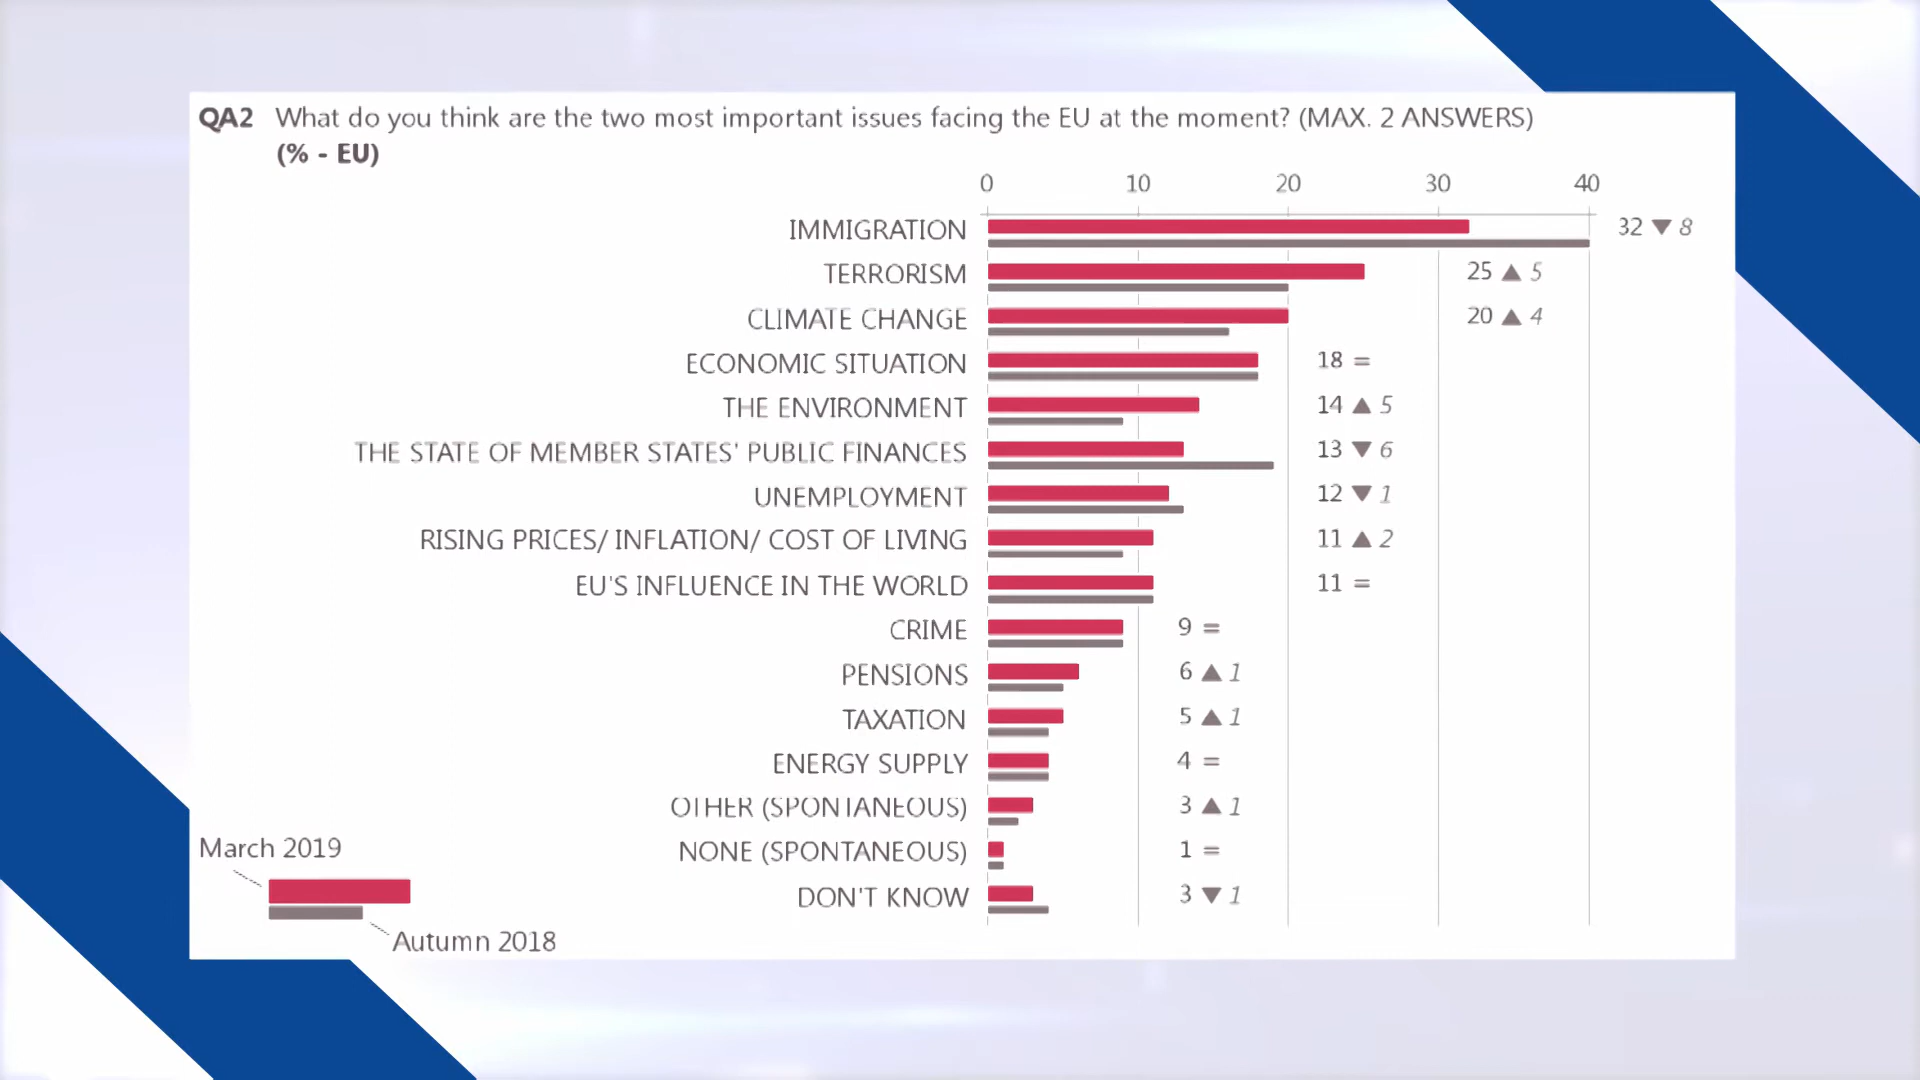 QA2 What do you think are the two most important issues facing the EU at the moment? (MAX. 2 ANSWERS)
(% - EU)
0 10 20 30 40
IMMIGRATION 32 ▼ 8
TERRORISM 25 ▲ 5
CLIMATE CHANGE 20 ▲ 4
ECONOMIC SITUATION 18 =
THE ENVIRONMENT 14 ▲ 5
THE STATE OF MEMBER STATES' PUBLIC FINANCES 13 ▼ 6
UNEMPLOYMENT 12 ▼ 1
RISING PRICES/ INFLATION/ COST OF LIVING 11 ▲ 2
EU'S INFLUENCE IN THE WORLD 11 =
CRIME 9 =
PENSIONS 6 ▲ 1
TAXATION 5 ▲ 1
ENERGY SUPPLY 4 =
OTHER (SPONTANEOUS) 3 ▲ 1
NONE (SPONTANEOUS) 1 =
DON'T KNOW 3 ▼ 1
March 2019
Autumn 2018